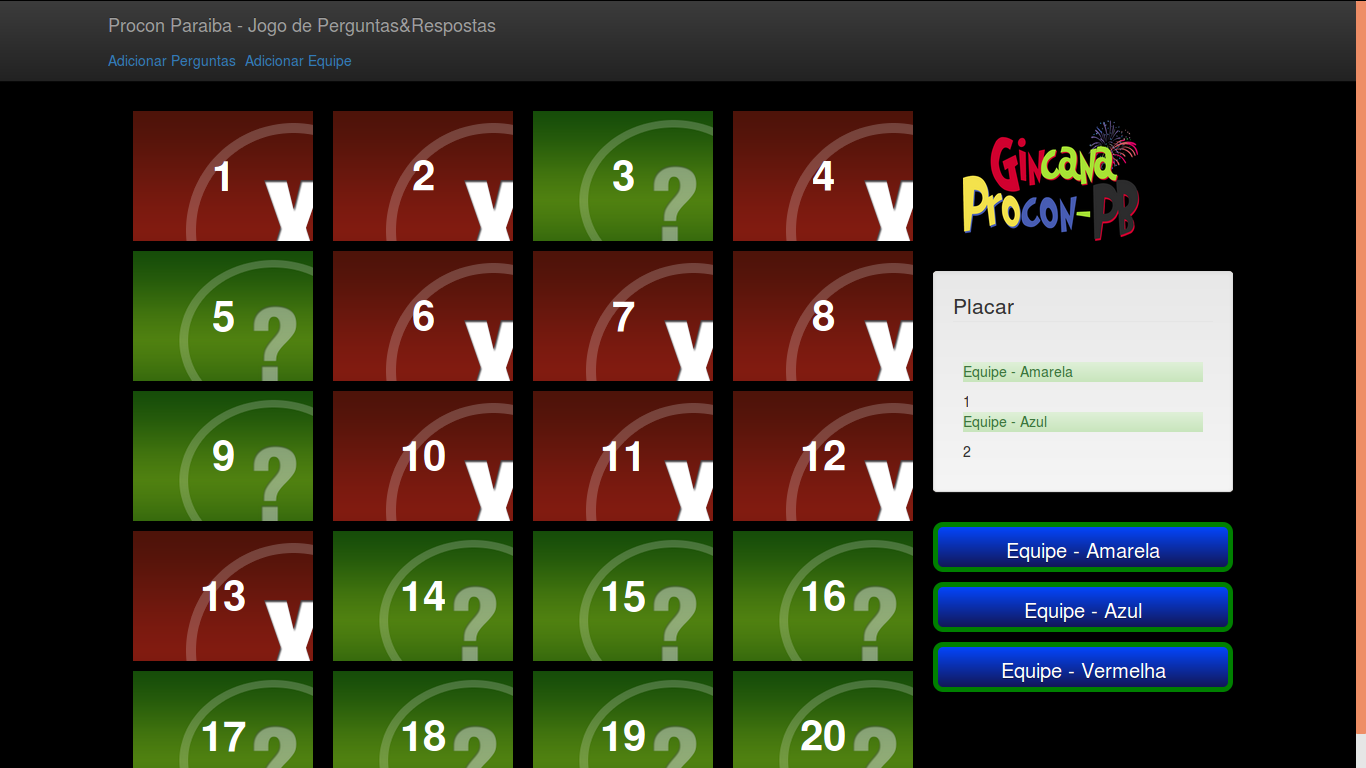 Procon Paraiba - Jogo de Perguntas&Respostas
Adicionar Perguntas Adicionar Equipe
1 2 3 ? 4
5 ? 6 7 8
9 ? 10 11 12
13 14 ? 15 ? 16 ?
17 ? 18 ? 19 ? 20 ?
Gincana
Procon-PB
Placar
Equipe - Amarela
1
Equipe - Azul
2
Equipe - Amarela
Equipe - Azul
Equipe - Vermelha